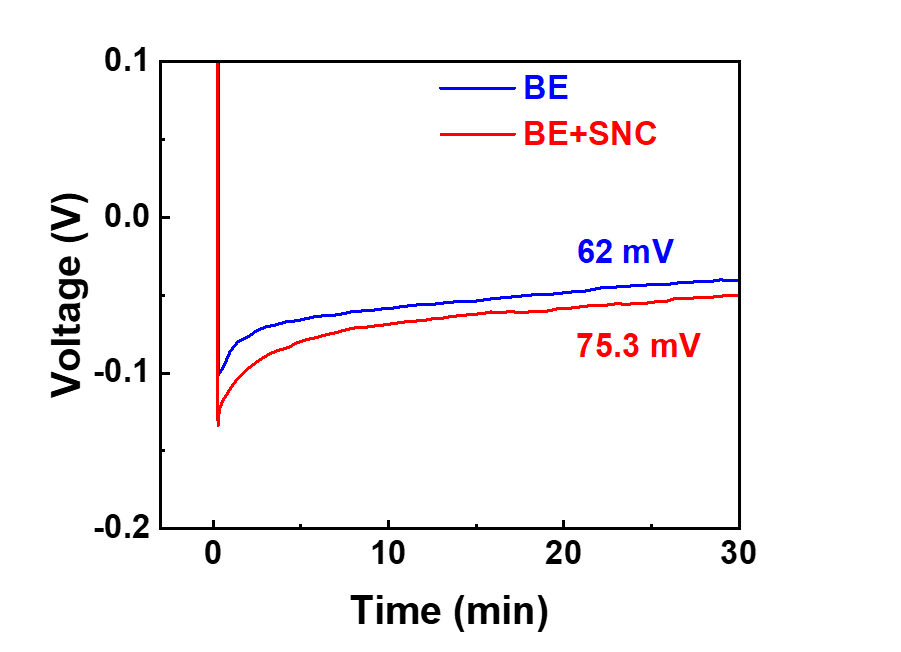 0.1
0.0
-0.1
-0.2
Voltage (V)
BE
BE+SNC
62 mV
75.3 mV
0 10 20 30
Time (min)